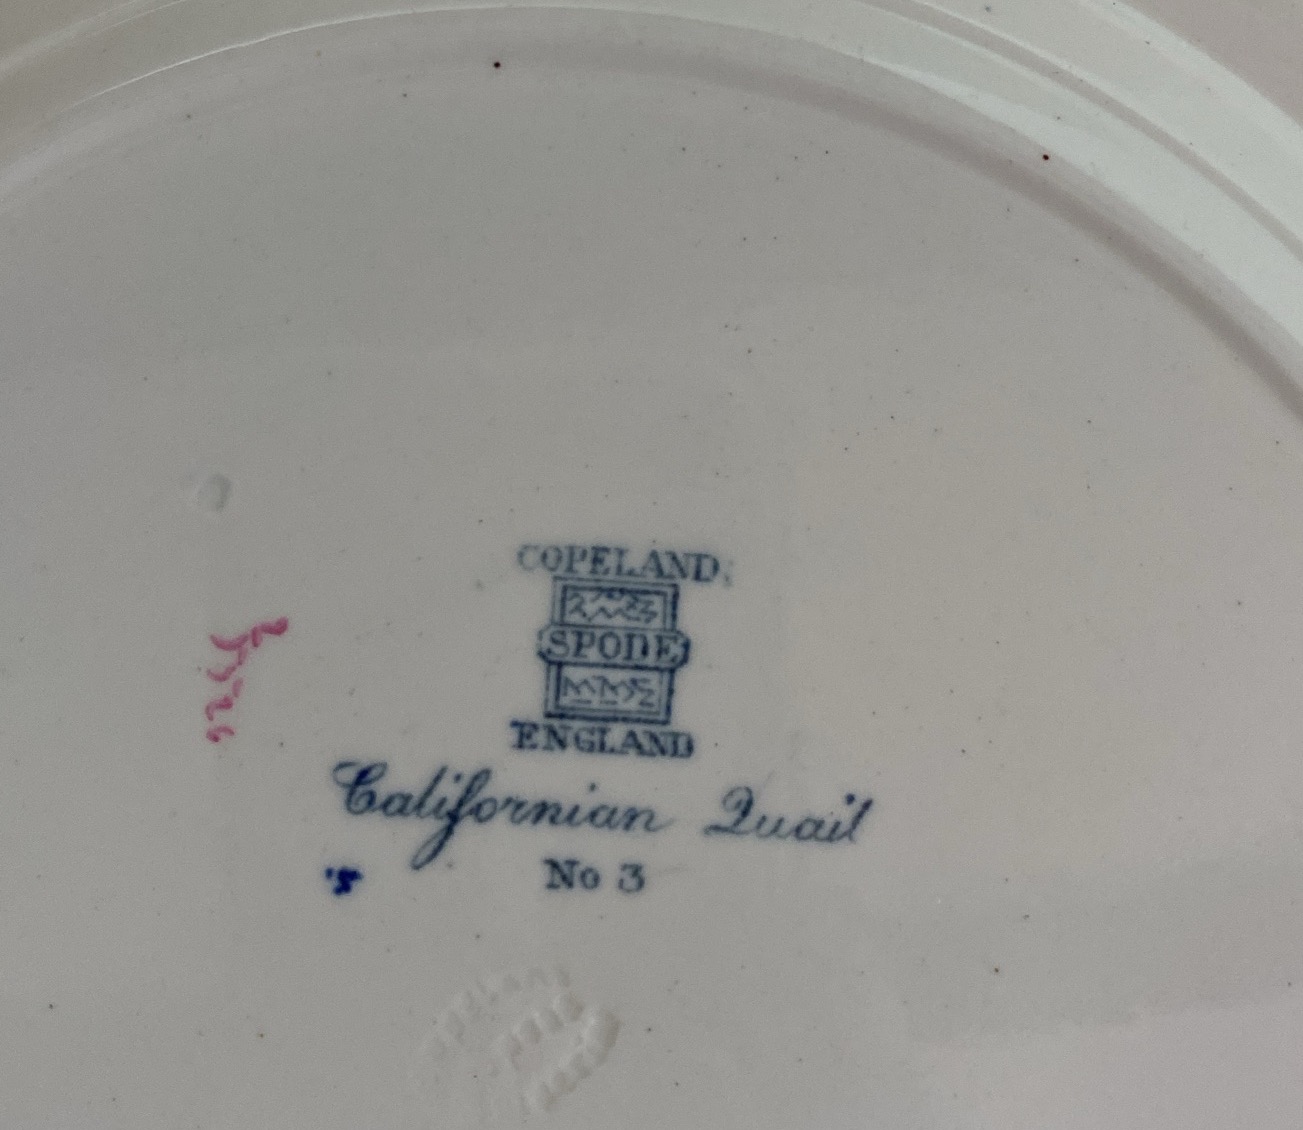 COPELAND
SPODE
ENGLAND
Californian Quail
No 3